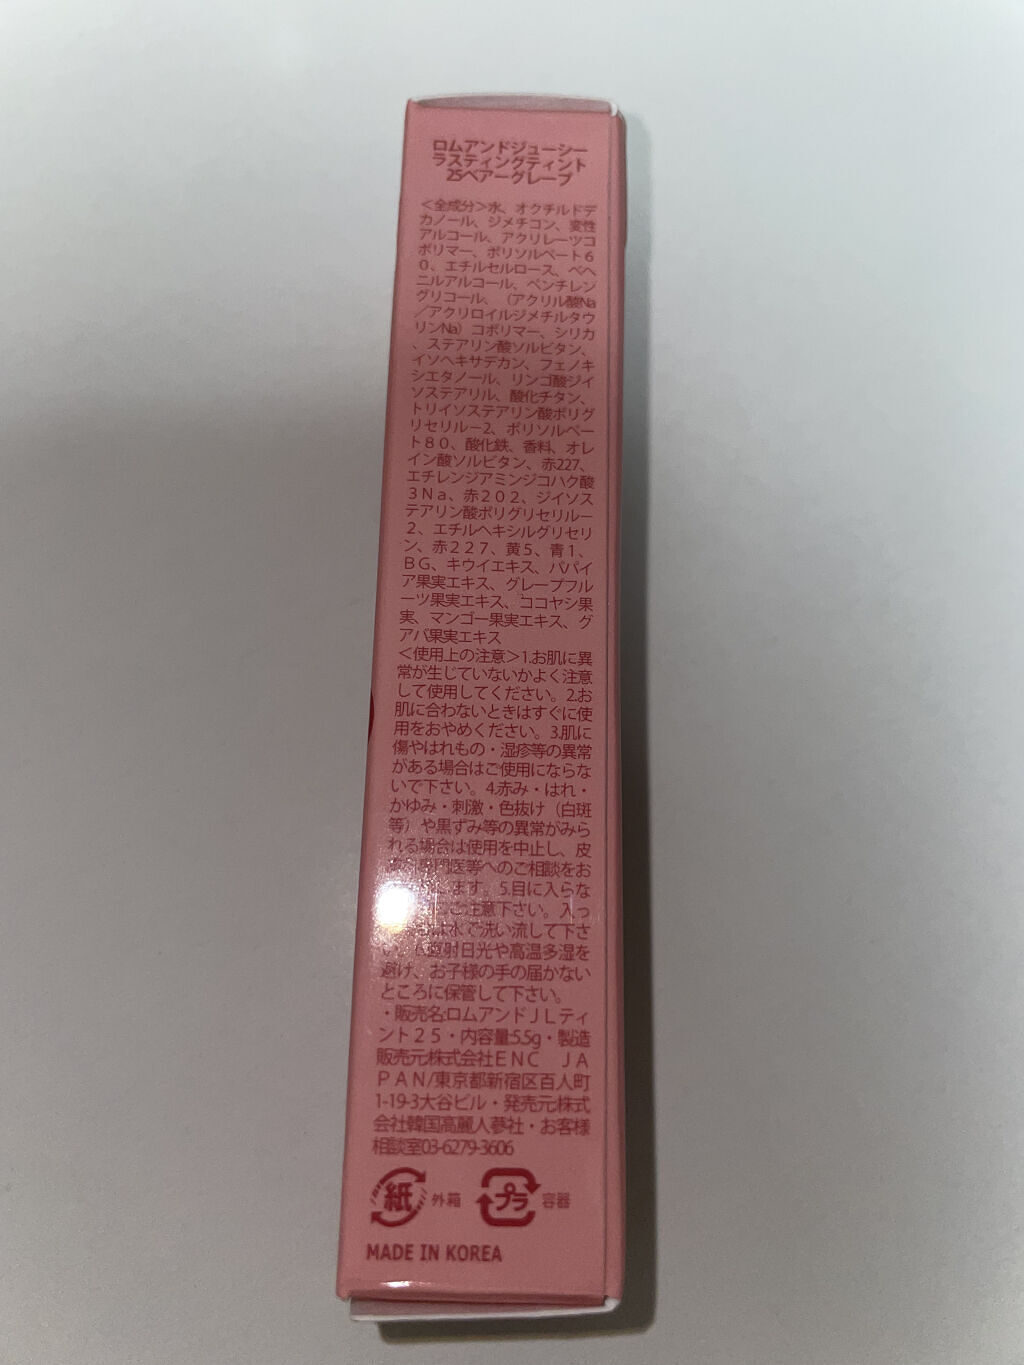 ロムアンドジューシー
ラスティングティント
25ベアーグレープ
＜全成分＞水、オクチルドデ
カノール、ジメチコン、変性
アルコール、アクリレーツコ
ポリマー、ポリソルベート６
０、エチルセルロース、ベヘ
ニルアルコール、ペンチレン
グリコール、（アクリル酸Na
／アクリロイルジメチルタウ
リンNa）コポリマー、シリカ
、ステアリン酸ソルビタン、
イソヘキサデカン、フェノキ
シエタノール、リンゴ酸ジイ
ソステアリル、酸化チタン、
トリイソステアリン酸ポリグ
リセリル－2、ポリソルベー
ト８０、酸化鉄、香料、オレ
イン酸ソルビタン、赤227、
エチレンジアミンジコハク酸
３Ｎａ、赤２０２、ジイソス
テアリン酸ポリグリセリル－
２、エチルヘキシルグリセリ
ン、赤２２７、黄５、青１、
ＢＧ、キウイエキス、パパイ
ア果実エキス、グレープフル
ーツ果実エキス、ココヤシ果
実、マンゴー果実エキス、グ
アバ果実エキス
＜使用上の注意＞1.お肌に異
常が生じていないかよく注意
して使用してください。2.お
肌に合わないときはすぐに使
用をおやめください。3.肌に
傷やはれもの・湿疹等の異常
がある場合はご使用にならな
いで下さい。4.赤み・はれ・
かゆみ・刺激・色抜け（白斑
等）や黒ずみ等の異常がみら
れる場合は使用を中止し、皮
門医等へのご相談をお
ます。5.目に入らな
ご注意下さい。入っ
は水で洗い流して下さ
い。6.直射日光や高温多湿を
避け、お子様の手の届かない
ところに保管して下さい。
・販売名:ロムアンドＪＬティ
ント２５・内容量:5.5g・製造
販売元:株式会社ＥＮＣ　ＪＡ
ＰＡＮ/東京都新宿区百人町
1-19-3大谷ビル・発売元:株式
会社韓国高麗人蔘社・お客様
相談室03-6279-3606
紙 外箱 プラ 容器
MADE IN KOREA